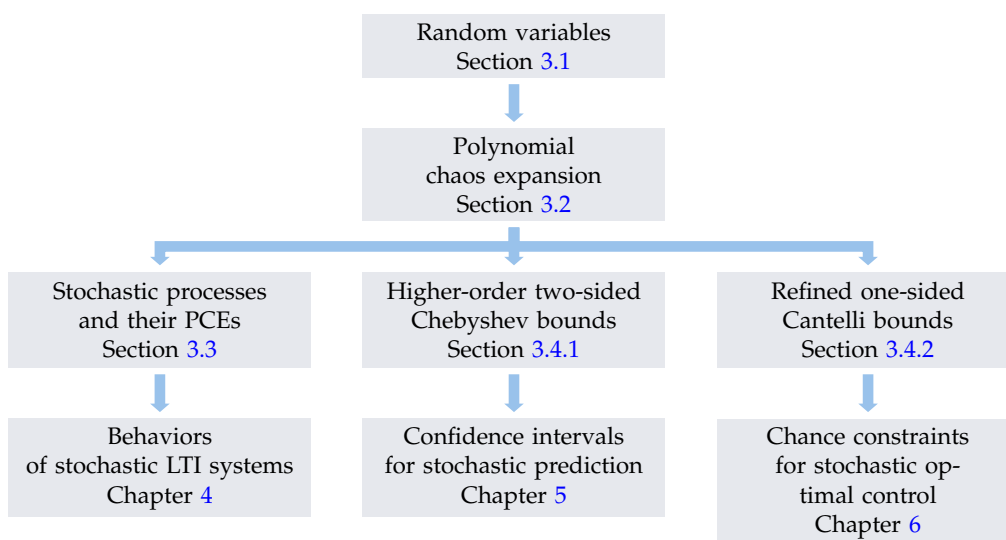 Random variables
Section 3.1
Polynomial
chaos expansion
Section 3.2
Stochastic processes
and their PCEs
Section 3.3
Higher-order two-sided
Chebyshev bounds
Section 3.4.1
Refined one-sided
Cantelli bounds
Section 3.4.2
Behaviors
of stochastic LTI systems
Chapter 4
Confidence intervals
for stochastic prediction
Chapter 5
Chance constraints
for stochastic op-
timal control
Chapter 6